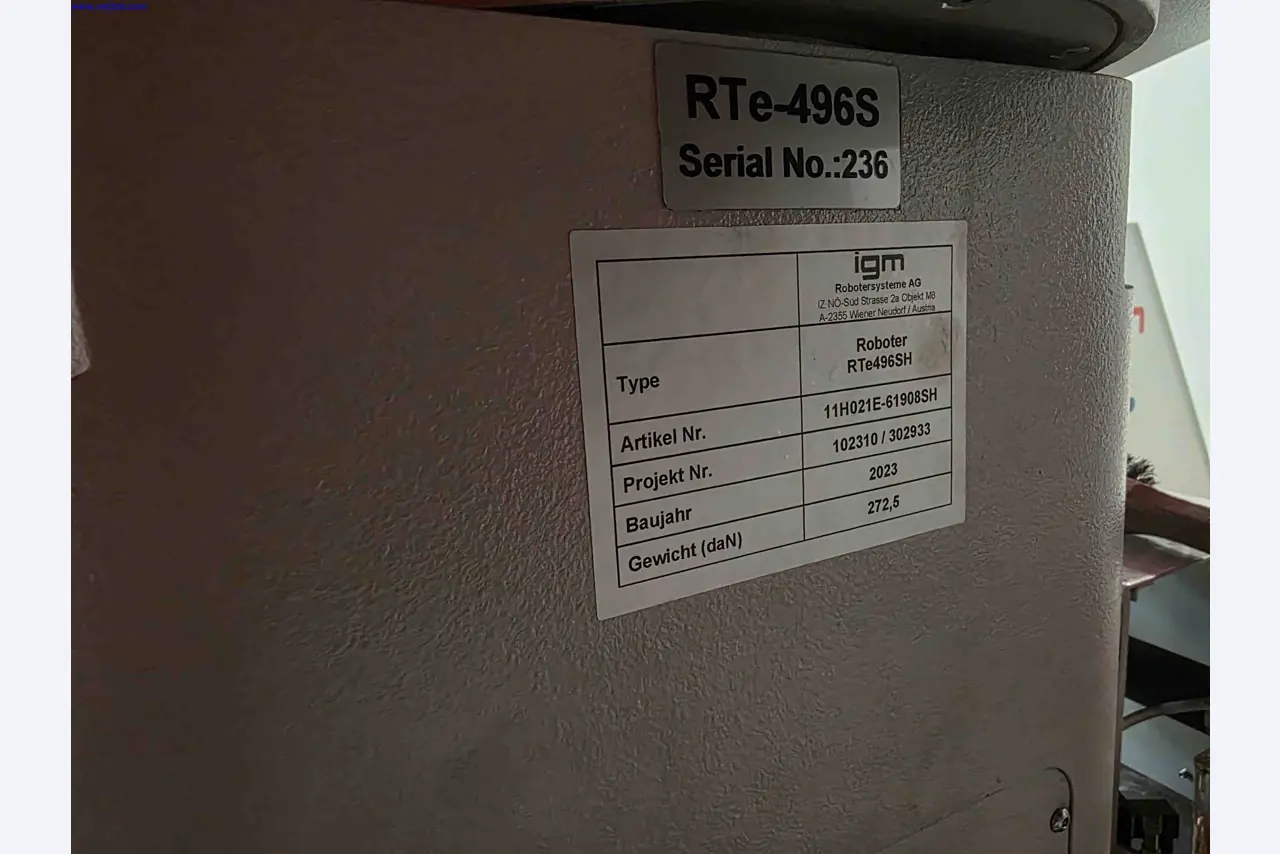 RTe-496S
Serial No.:236
igm
Robotersysteme AG
IZ NÖ-Süd Strasse 2a Objekt M8
A-2355 Wiener Neudorf / Austria
Type
Roboter
RTe496SH
Artikel Nr.
11H021E-61908SH
Projekt Nr.
102310 / 302933
Baujahr
2023
Gewicht (daN)
272,5